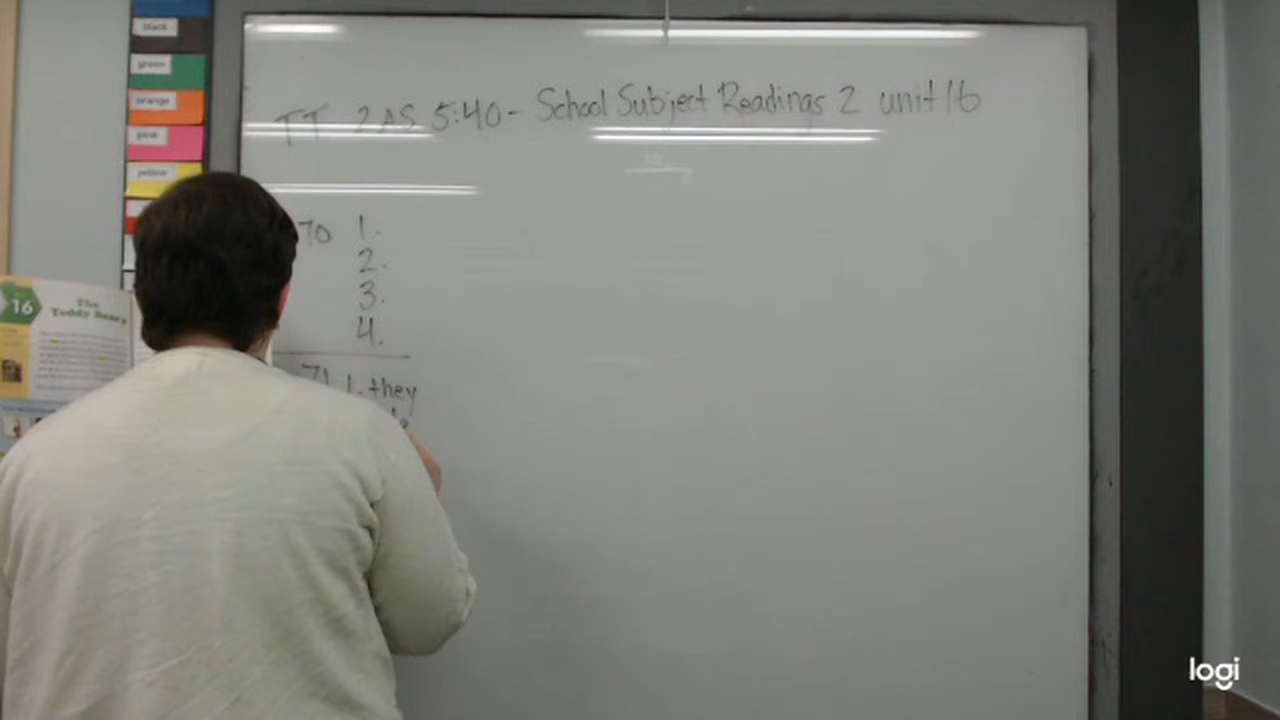 black
green
orange
pink
yellow
TT 2AS 5:40- School Subject Readings 2 unit 16
70 1.
2.
3.
4.
71 1. they
16
The
Teddy Bears
logi